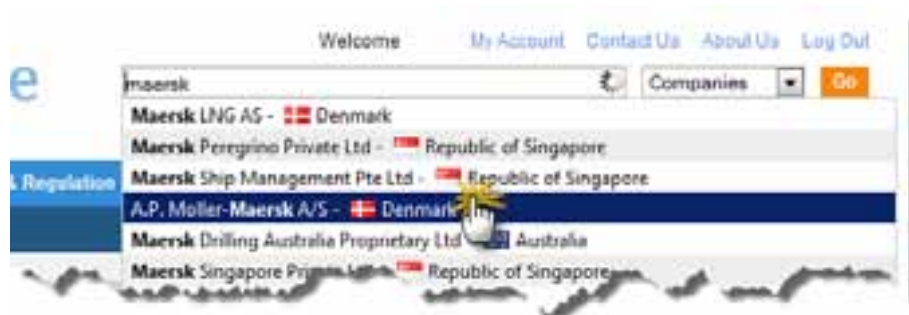 Welcome My Account Contact Us About Us Log Out
e
maersk Companies Go
Maersk LNG AS - Denmark
Maersk Peregrino Private Ltd - Republic of Singapore
& Regulation Maersk Ship Management Pte Ltd - Republic of Singapore
A.P. Moller-Maersk A/S - Denmark
Maersk Drilling Australia Proprietary Ltd Australia
Maersk Singapore Republic of Singapore